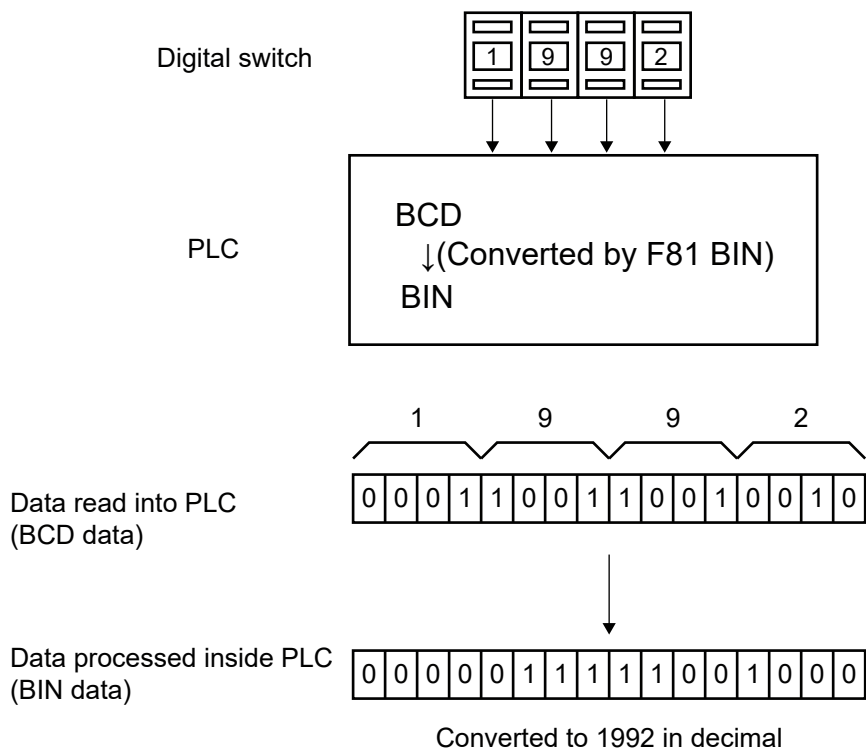 Digital switch
1 9 9 2
PLC
BCD
↓(Converted by F81 BIN)
BIN
1 9 9 2
Data read into PLC
(BCD data)
0 0 0 1 1 0 0 1 1 0 0 1 0 0 1 0
Data processed inside PLC
(BIN data)
0 0 0 0 0 1 1 1 1 1 0 0 1 0 0 0
Converted to 1992 in decimal